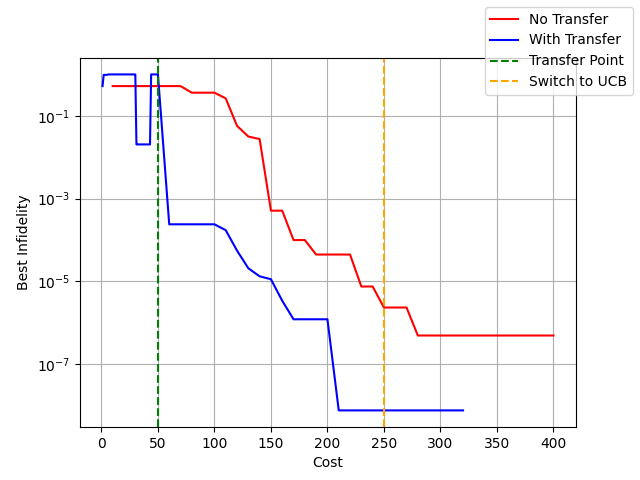 No Transfer
With Transfer
Transfer Point
Switch to UCB
Best Infidelity
10⁻¹
10⁻³
10⁻⁵
10⁻⁷
0 50 100 150 200 250 300 350 400
Cost